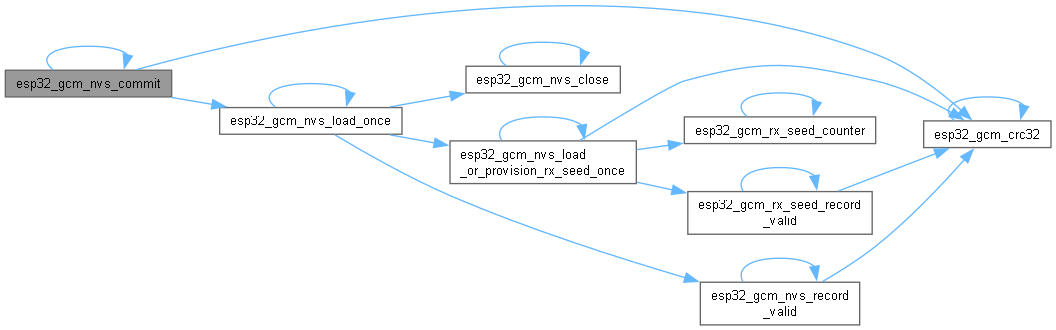 esp32_gcm_nvs_commit
esp32_gcm_nvs_load_once
esp32_gcm_nvs_close
esp32_gcm_nvs_load
_or_provision_rx_seed_once
esp32_gcm_rx_seed_counter
esp32_gcm_rx_seed_record
_valid
esp32_gcm_nvs_record
_valid
esp32_gcm_crc32